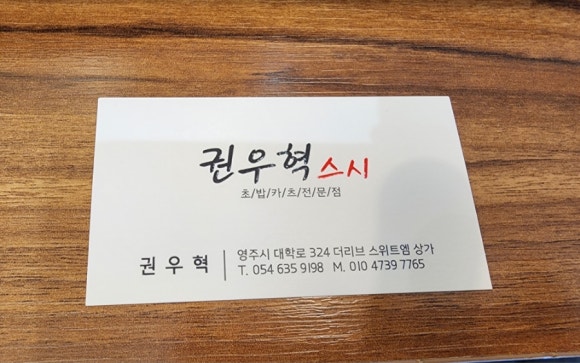 권우혁스시
초/밥/카/츠/전/문/점
권 우 혁
영주시 대학로 324 더리브 스위트엠 상가
T. 054 635 9198 M. 010 4739 7765